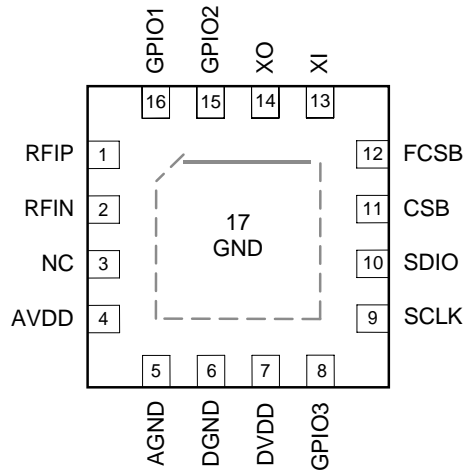 GPIO1
GPIO2
XO
XI
16
15
14
13
RFIP
1
12
FCSB
RFIN
2
11
CSB
17
GND
NC
3
10
SDIO
AVDD
4
9
SCLK
5
6
7
8
AGND
DGND
DVDD
GPIO3